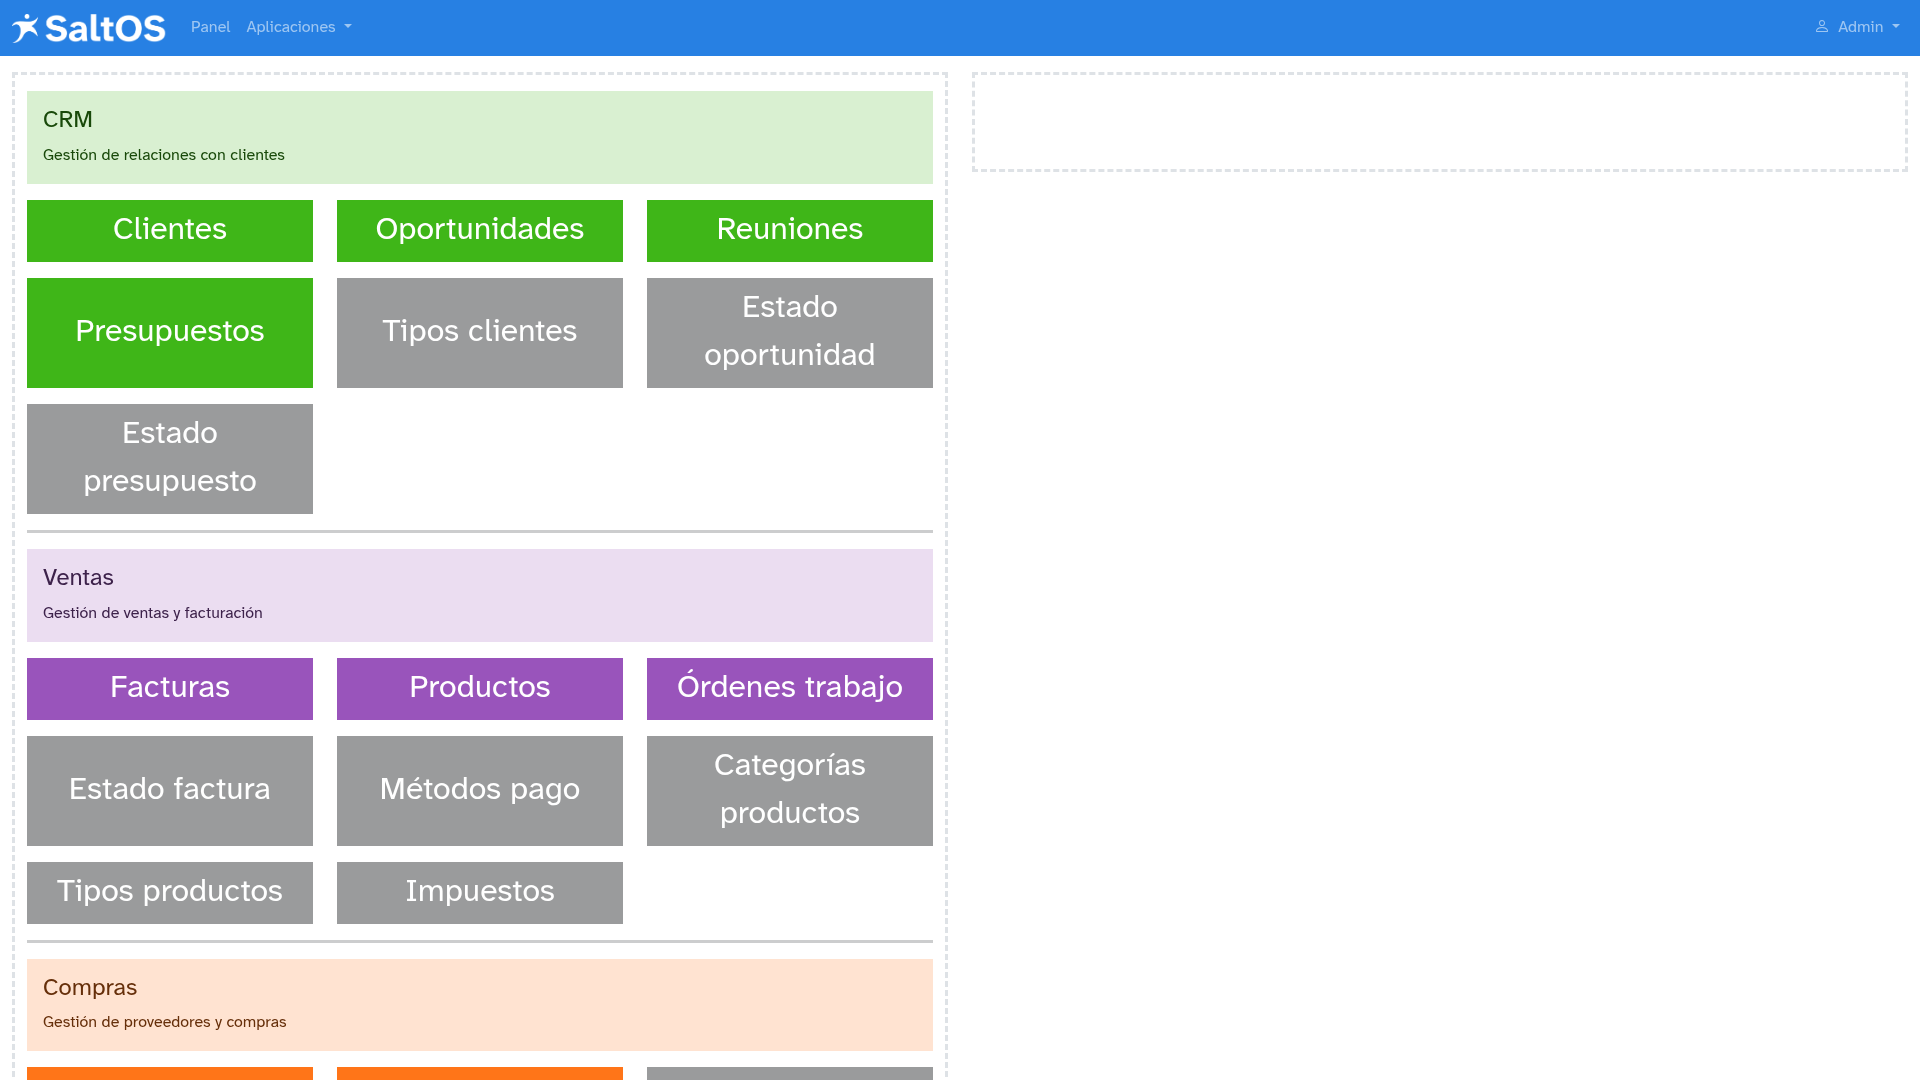 SaltOS
Panel
Aplicaciones
Admin
CRM
Gestión de relaciones con clientes
Clientes
Oportunidades
Reuniones
Presupuestos
Tipos clientes
Estado
oportunidad
Estado
presupuesto
Ventas
Gestión de ventas y facturación
Facturas
Productos
Órdenes trabajo
Estado factura
Métodos pago
Categorías
productos
Tipos productos
Impuestos
Compras
Gestión de proveedores y compras